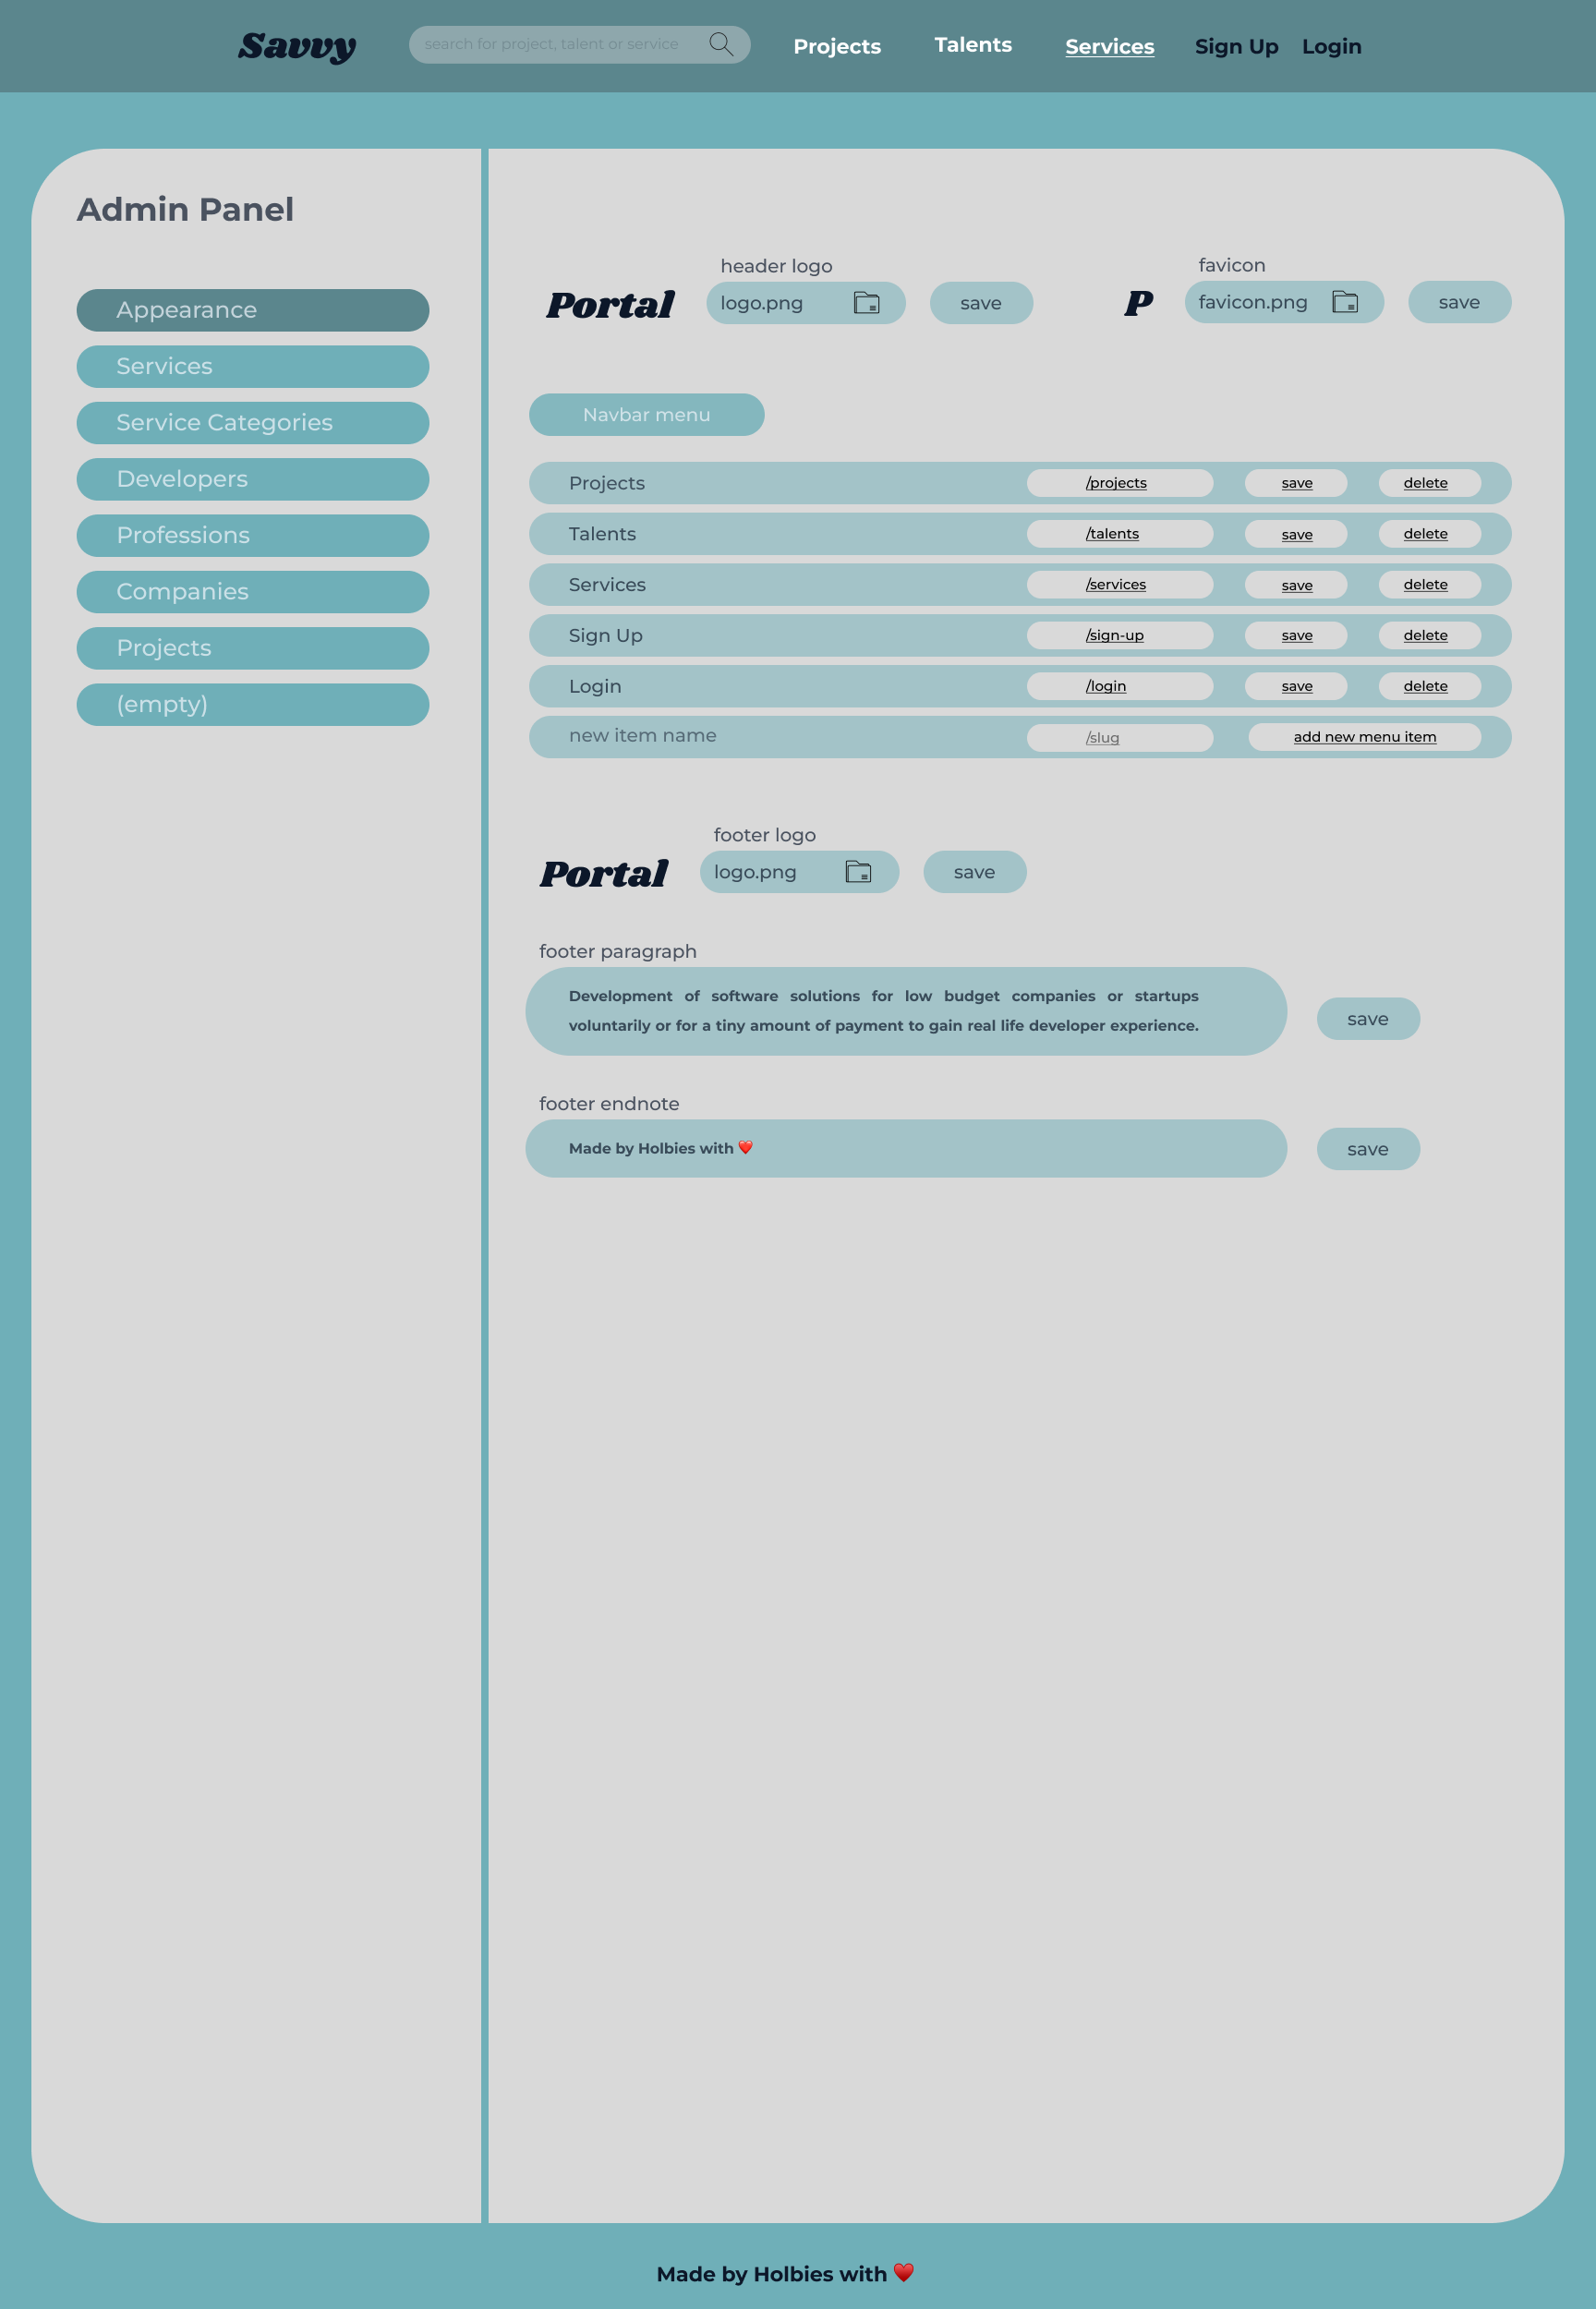 Savvy
search for project, talent or service
Projects
Talents
Services
Sign Up
Login
Admin Panel
Appearance
Services
Service Categories
Developers
Professions
Companies
Projects
(empty)
header logo
Portal
logo.png
save
favicon
P
favicon.png
save
Navbar menu
Projects /projects save delete
Talents /talents save delete
Services /services save delete
Sign Up /sign-up save delete
Login /login save delete
new item name /slug add new menu item
footer logo
Portal
logo.png
save
footer paragraph
Development of software solutions for low budget companies or startups
voluntarily or for a tiny amount of payment to gain real life developer experience.
save
footer endnote
Made by Holbies with ❤️
save
Made by Holbies with ❤️